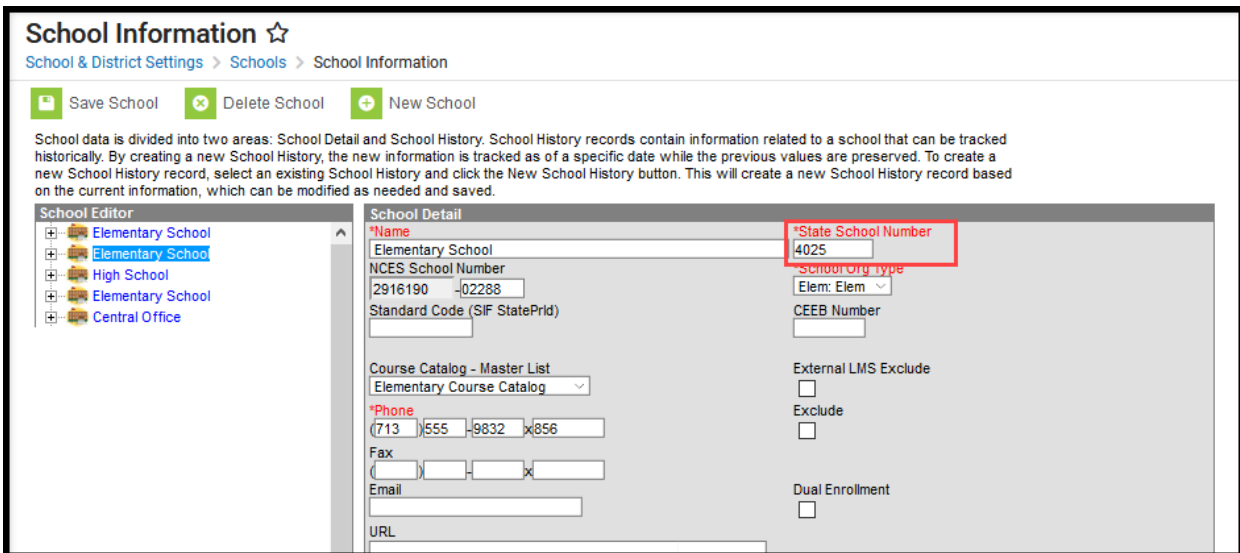 School Information ☆
School & District Settings > Schools > School Information
Save School Delete School New School
School data is divided into two areas: School Detail and School History. School History records contain information related to a school that can be tracked
historically. By creating a new School History, the new information is tracked as of a specific date while the previous values are preserved. To create a
new School History record, select an existing School History and click the New School History button. This will create a new School History record based
on the current information, which can be modified as needed and saved.
School Editor
Elementary School
Elementary School
High School
Elementary School
Central Office
School Detail
*Name *State School Number
Elementary School 4025
NCES School Number *School Org Type
2916190 -02288 Elem: Elem
Standard Code (SIF StatePrId) CEEB Number
Course Catalog - Master List External LMS Exclude
Elementary Course Catalog
*Phone Exclude
(713 )555 -9832 x856
Fax
( ) - x
Email Dual Enrollment
URL